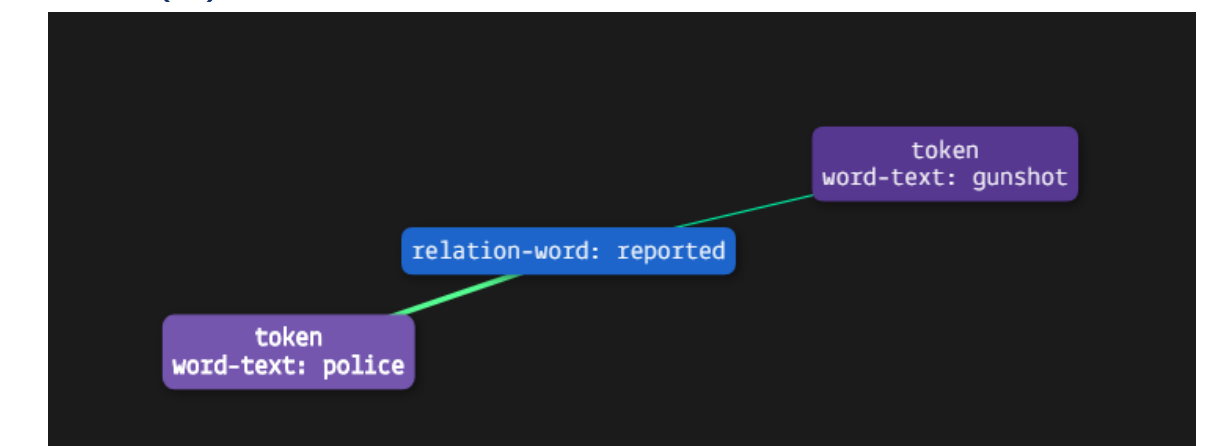 token
word-text: gunshot
relation-word: reported
token
word-text: police